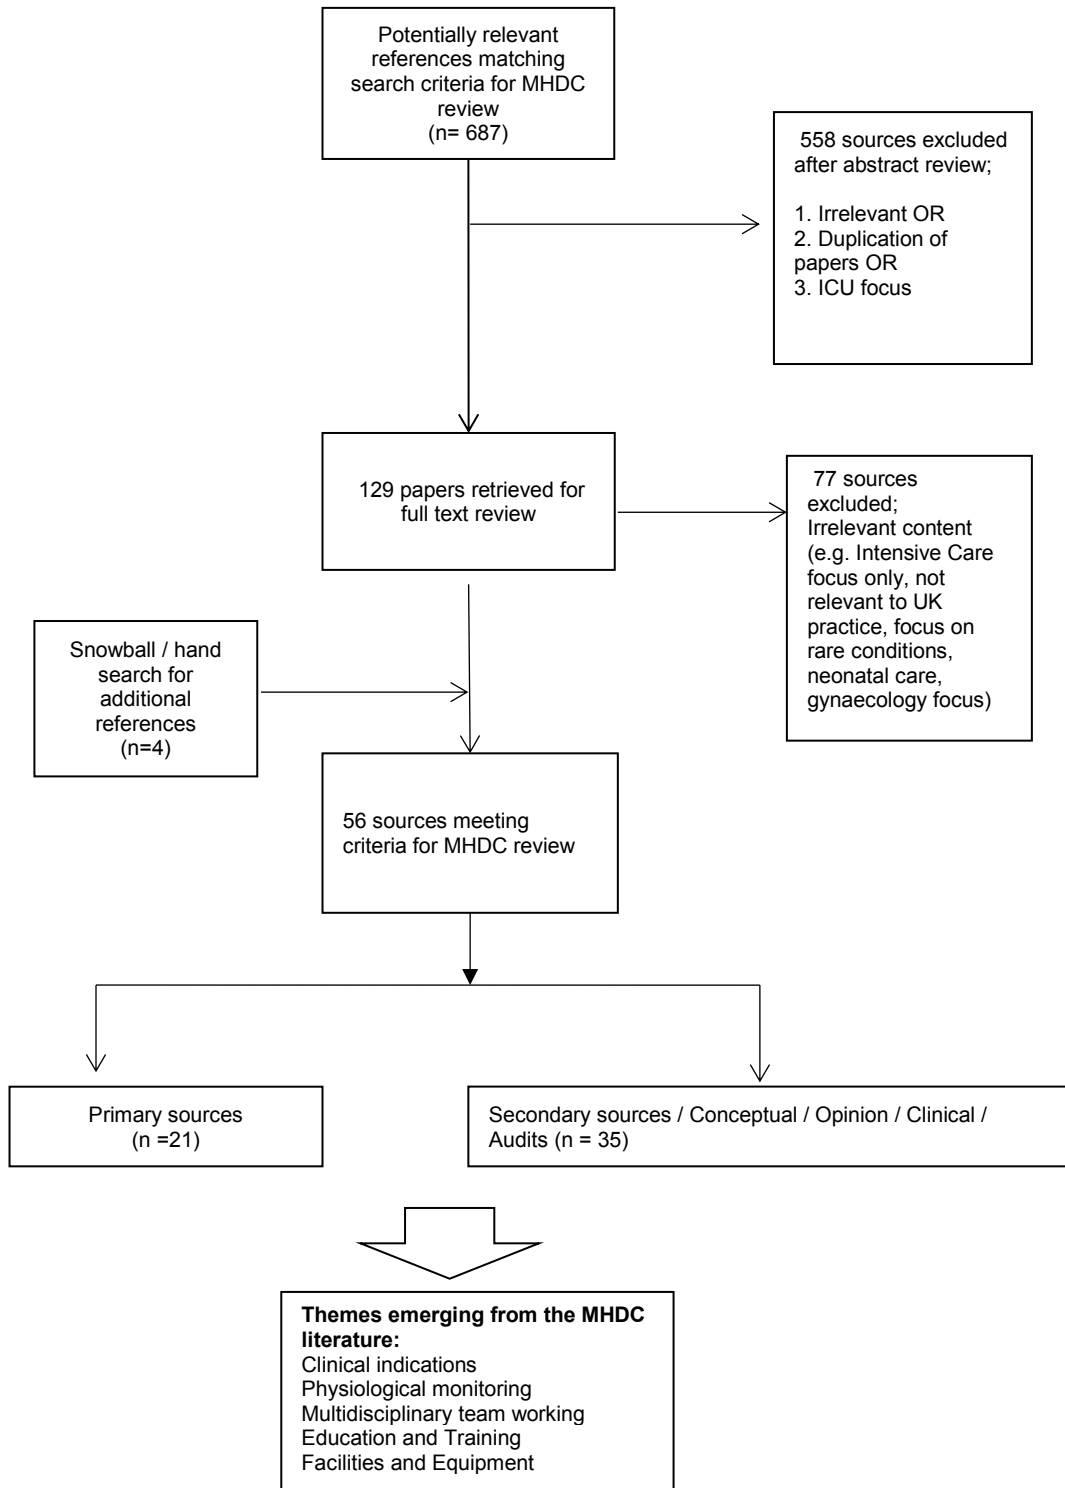 Potentially relevant
references matching
search criteria for MHDC
review
(n= 687)
558 sources excluded
after abstract review;
1. Irrelevant OR
2. Duplication of
papers OR
3. ICU focus
129 papers retrieved for
full text review
77 sources
excluded;
Irrelevant content
(e.g. Intensive Care
focus only, not
relevant to UK
practice, focus on
rare conditions,
neonatal care,
gynaecology focus)
Snowball / hand
search for
additional
references
(n=4)
56 sources meeting
criteria for MHDC review
Primary sources
(n =21)
Secondary sources / Conceptual / Opinion / Clinical /
Audits (n = 35)
Themes emerging from the MHDC
literature:
Clinical indications
Physiological monitoring
Multidisciplinary team working
Education and Training
Facilities and Equipment